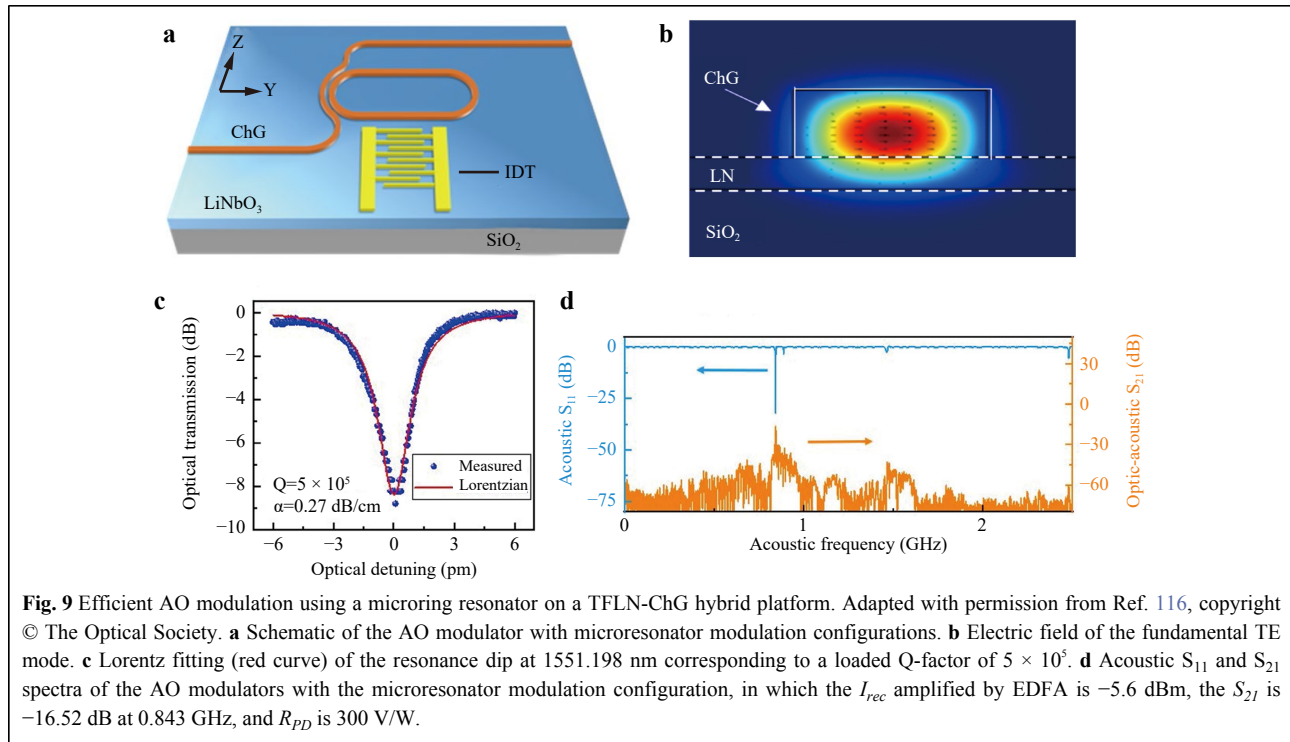 a
Z
Y
ChG
IDT
LiNbO₃
SiO₂
b
ChG
LN
SiO₂
c
Optical transmission (dB)
0
−2
−4
−6
−8
−10
Q=5 × 10⁵
α=0.27 dB/cm
Measured
Lorentzian
−6 −3 0 3 6
Optical detuning (pm)
d
Acoustic S₁₁ (dB)
0
−25
−50
−75
30
0
−30
−60
Optic-acoustic S₂₁ (dB)
0 1 2
Acoustic frequency (GHz)
Fig. 9 Efficient AO modulation using a microring resonator on a TFLN-ChG hybrid platform. Adapted with permission from Ref. 116, copyright
© The Optical Society. a Schematic of the AO modulator with microresonator modulation configurations. b Electric field of the fundamental TE
mode. c Lorentz fitting (red curve) of the resonance dip at 1551.198 nm corresponding to a loaded Q-factor of 5 × 10⁵. d Acoustic S₁₁ and S₂₁
spectra of the AO modulators with the microresonator modulation configuration, in which the I_rec amplified by EDFA is −5.6 dBm, the S₂₁ is
−16.52 dB at 0.843 GHz, and R_PD is 300 V/W.